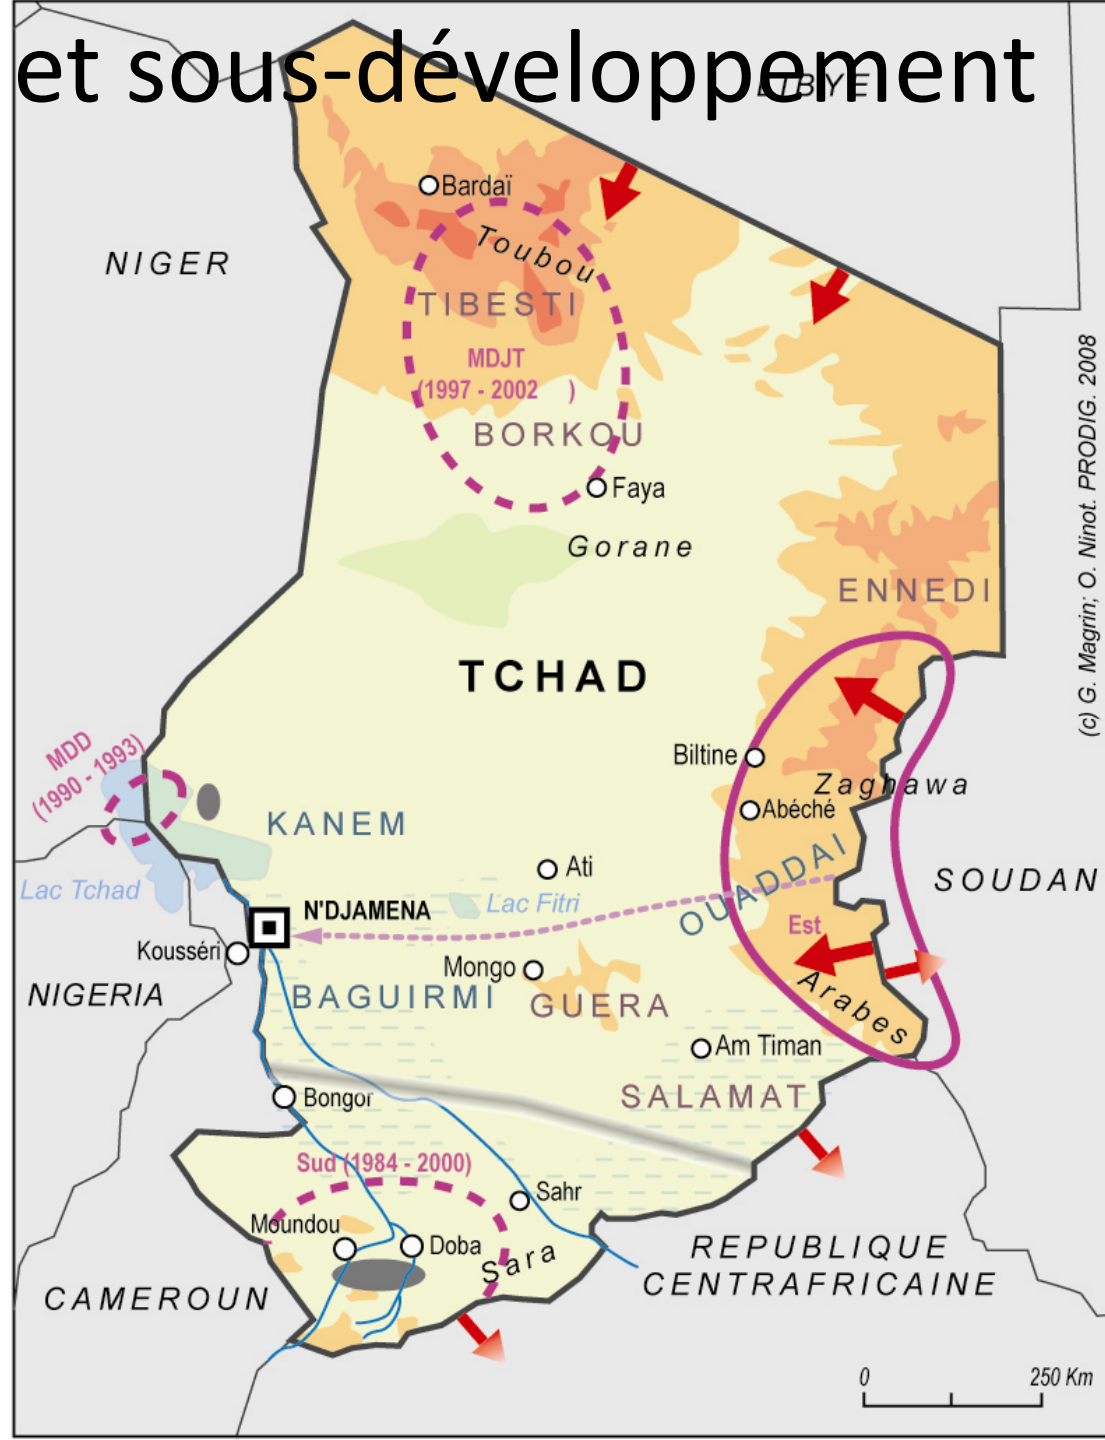 et sous-développement
LIBYE
Bardaï
Toubou
NIGER
TIBESTI
MDJT
(1997 - 2002 )
BORKOU
Faya
Gorane
ENNEDI
(c) G. Magrin; O. Ninot. PRODIG. 2008
TCHAD
MDD
(1990 - 1993)
Biltine
Zaghawa
Abéché
KANEM
OUADDAI
Ati
SOUDAN
Lac Tchad
Lac Fitri
N'DJAMENA
Est
Kousséri
Mongo
NIGERIA
BAGUIRMI
GUERA
Arabes
Am Timan
Bongor
SALAMAT
Sud (1984 - 2000)
Sahr
Moundou
Doba
Sara
REPUBLIQUE
CENTRAFRICAINE
CAMEROUN
0 250 Km